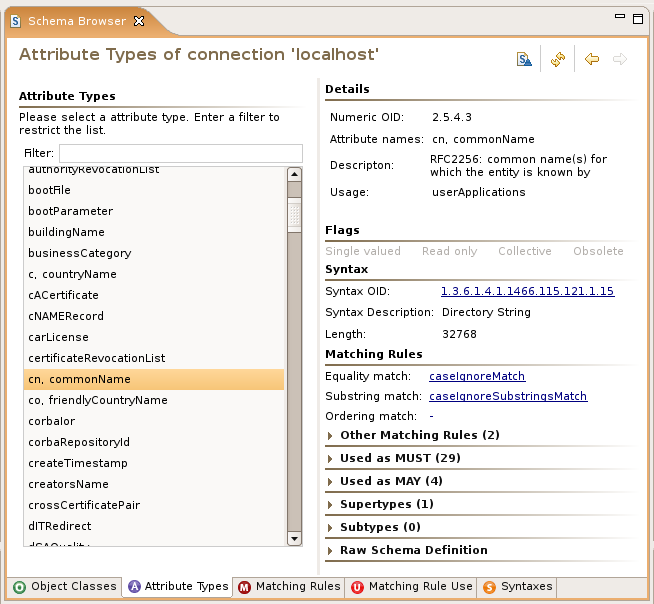 Schema Browser
Attribute Types of connection 'localhost'
Attribute Types
Please select a attribute type. Enter a filter to
restrict the list.
Filter:
authorityRevocationList
bootFile
bootParameter
buildingName
businessCategory
c, countryName
cACertificate
cNAMERecord
carLicense
certificateRevocationList
cn, commonName
co, friendlyCountryName
corbaIor
corbaRepositoryId
createTimestamp
creatorsName
crossCertificatePair
dITRedirect
dSAQuality
Details
Numeric OID: 2.5.4.3
Attribute names: cn, commonName
Descripton: RFC2256: common name(s) for
which the entity is known by
Usage: userApplications
Flags
Single valued Read only Collective Obsolete
Syntax
Syntax OID: 1.3.6.1.4.1.1466.115.121.1.15
Syntax Description: Directory String
Length: 32768
Matching Rules
Equality match: caseIgnoreMatch
Substring match: caseIgnoreSubstringsMatch
Ordering match: -
Other Matching Rules (2)
Used as MUST (29)
Used as MAY (4)
Supertypes (1)
Subtypes (0)
Raw Schema Definition
O Object Classes A Attribute Types M Matching Rules U Matching Rule Use S Syntaxes